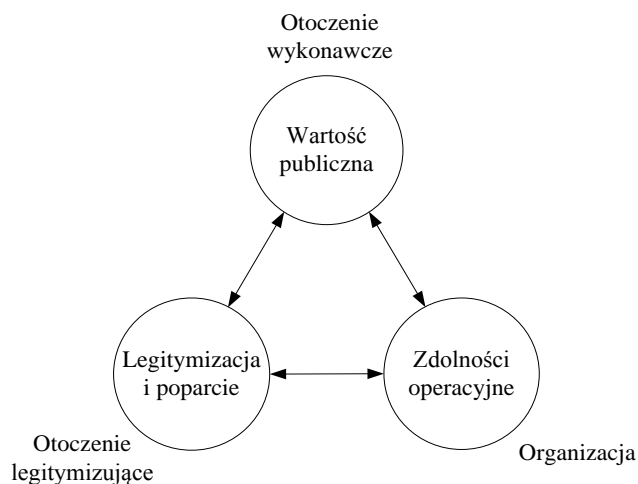 Otoczenie
wykonawcze
Wartość
publiczna
Legitymizacja
i poparcie
Zdolności
operacyjne
Otoczenie
legitymizujące
Organizacja